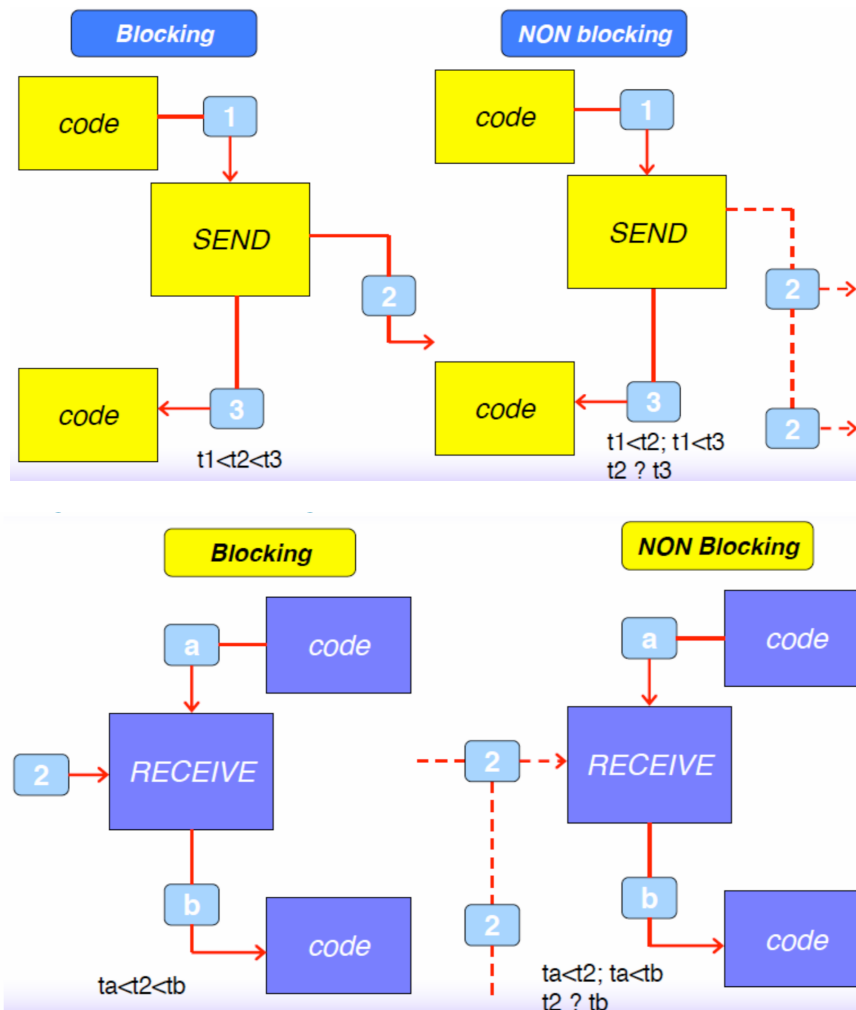 Blocking
NON blocking
code
1
code
1
SEND
SEND
2
2
code
3
code
3
2
t1<t2<t3
t1<t2; t1<t3
t2 ? t3
Blocking
NON Blocking
a
code
a
code
2
RECEIVE
2
RECEIVE
b
code
2
b
code
ta<t2<tb
ta<t2; ta<tb
t2 ? tb